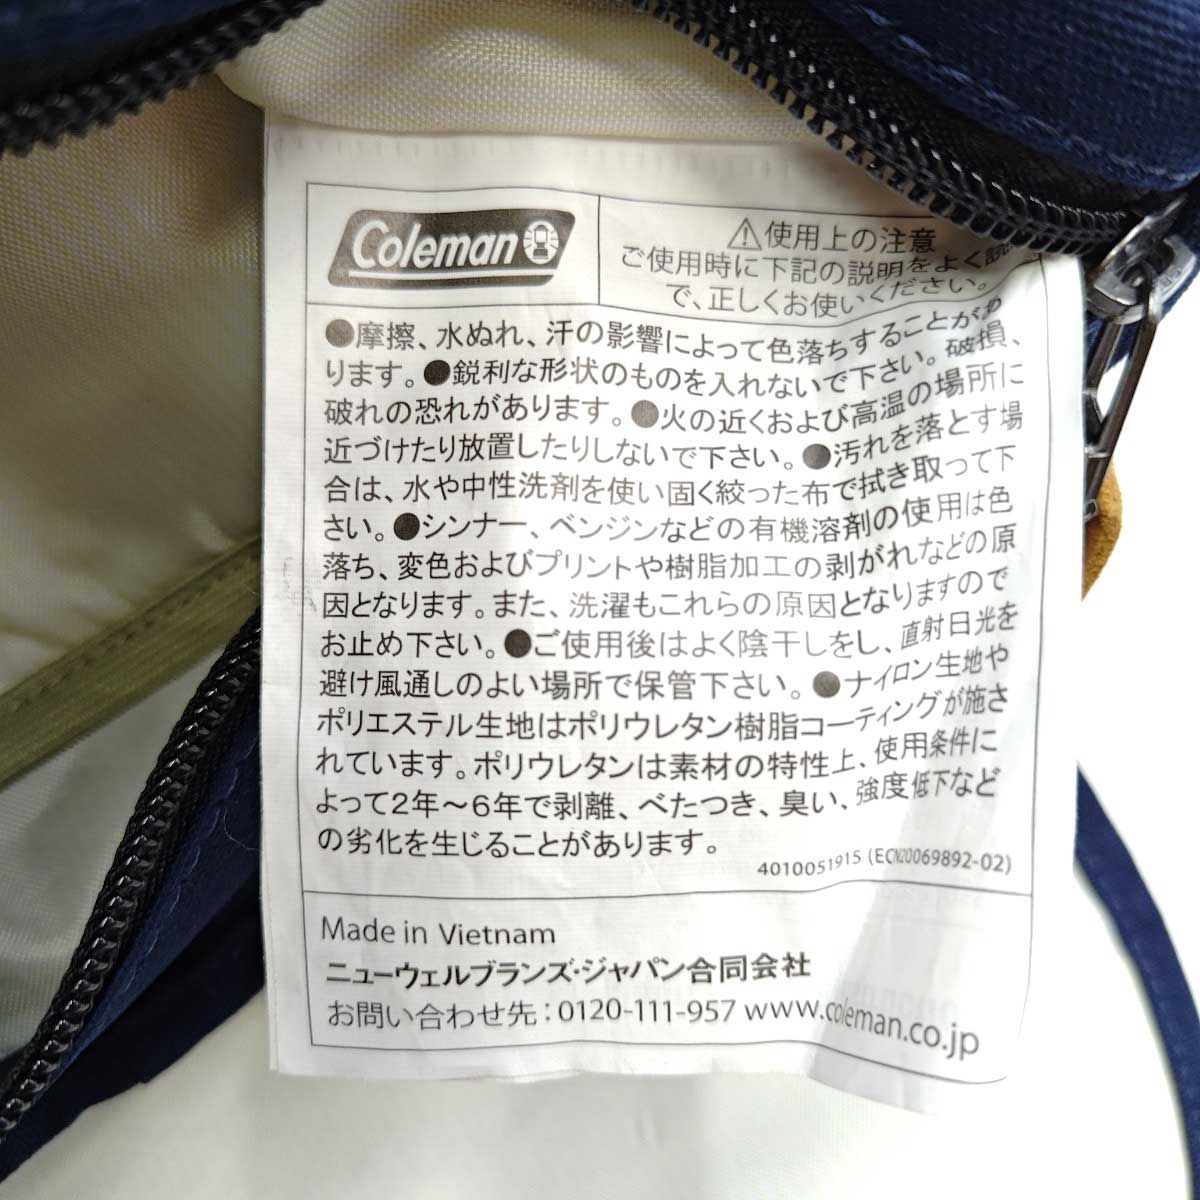 Coleman
⚠使用上の注意
ご使用時に下記の説明をよく
で、正しくお使いください。
●摩擦、水ぬれ、汗の影響によって色落ちすることがあ
ります。●鋭利な形状のものを入れないで下さい。破損、
破れの恐れがあります。●火の近くおよび高温の場所に
近づけたり放置したりしないで下さい。●汚れを落とす場
合は、水や中性洗剤を使い固く絞った布で拭き取って下
さい。●シンナー、ベンジンなどの有機溶剤の使用は色
落ち、変色およびプリントや樹脂加工の剥がれなどの原
因となります。また、洗濯もこれらの原因となりますので
お止め下さい。●ご使用後はよく陰干しをし、直射日光を
避け風通しのよい場所で保管下さい。●ナイロン生地や
ポリエステル生地はポリウレタン樹脂コーティングが施さ
れています。ポリウレタンは素材の特性上、使用条件に
よって2年～6年で剥離、べたつき、臭い、強度低下など
の劣化を生じることがあります。
4010051915 (ECN20069892-02)
Made in Vietnam
ニューウェルブランズ・ジャパン合同会社
お問い合わせ先：0120-111-957 www.coleman.co.jp